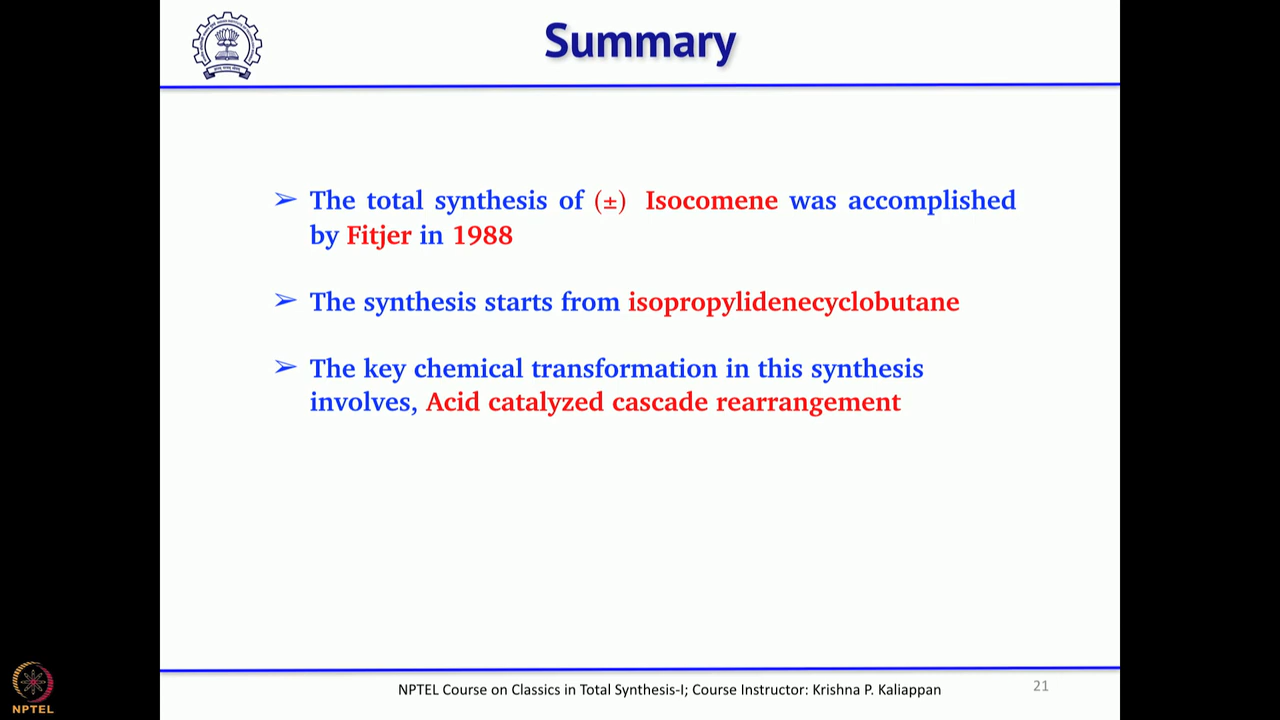 Summary
➢ The total synthesis of (±) Isocomene was accomplished
by Fitjer in 1988
➢ The synthesis starts from isopropylidenecyclobutane
➢ The key chemical transformation in this synthesis
involves, Acid catalyzed cascade rearrangement
NPTEL Course on Classics in Total Synthesis-I; Course Instructor: Krishna P. Kaliappan
21
NPTEL